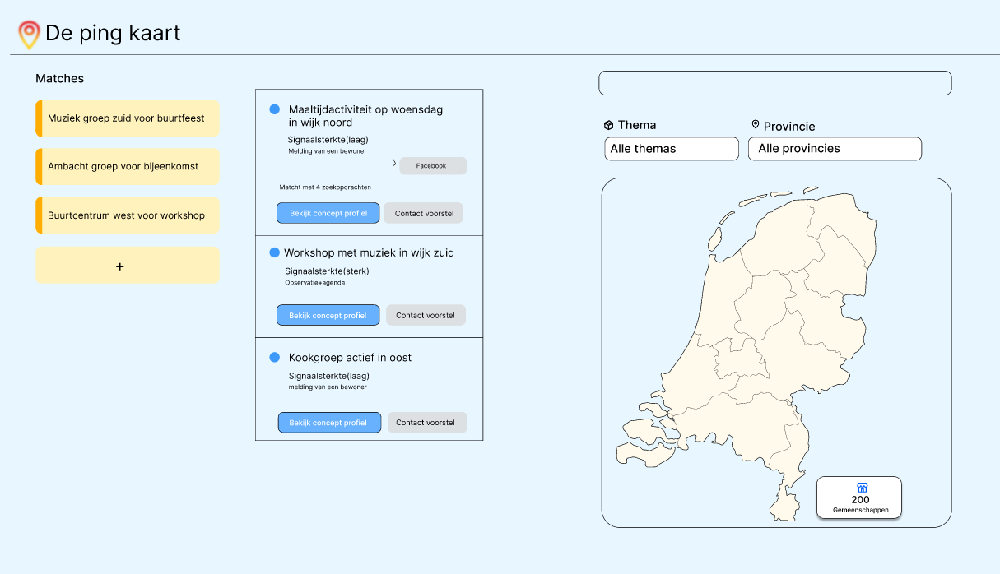 De ping kaart
Matches
Muziek groep zuid voor buurtfeest
Ambacht groep voor bijeenkomst
Buurtcentrum west voor workshop
+
Maaltijdactiviteit op woensdag
in wijk noord
Signaalsterkte(laag)
Melding van een bewoner
Facebook
Matcht met 4 zoekopdrachten
Bekijk concept profiel
Contact voorstel
Workshop met muziek in wijk zuid
Signaalsterkte(sterk)
Observatie+agenda
Bekijk concept profiel
Contact voorstel
Kookgroep actief in oost
Signaalsterkte(laag)
melding van een bewoner
Bekijk concept profiel
Contact voorstel
Thema
Alle themas
Provincie
Alle provincies
200
Gemeenschappen